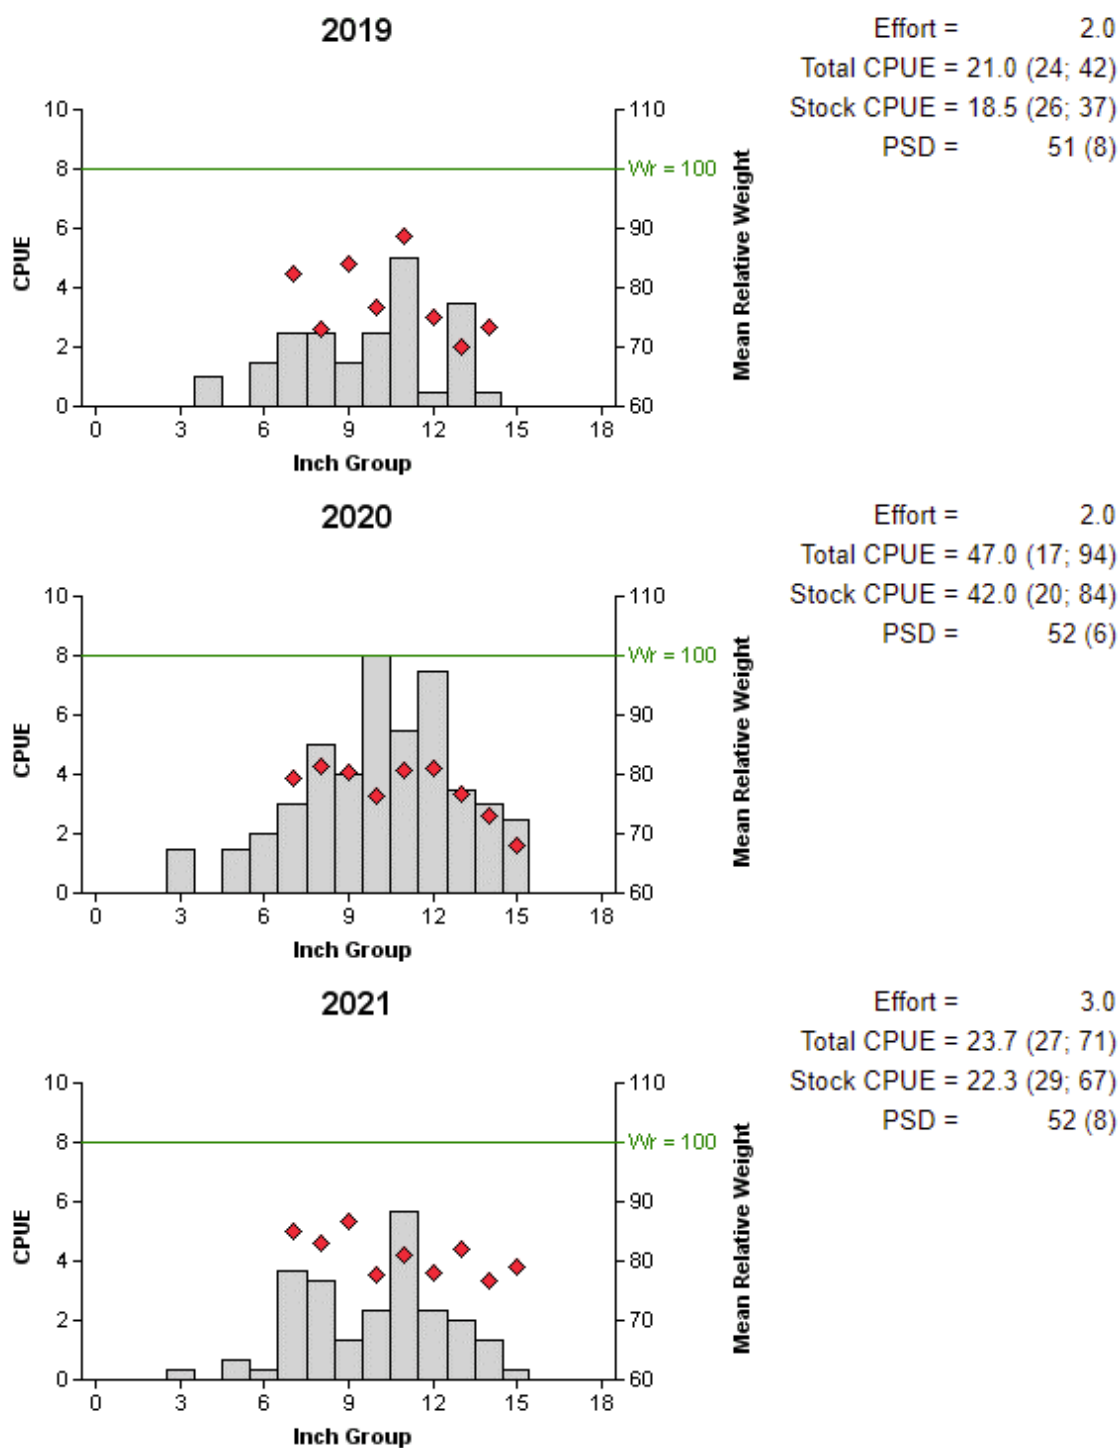 2019
Effort = 2.0
Total CPUE = 21.0 (24; 42)
Stock CPUE = 18.5 (26; 37)
PSD = 51 (8)
10 110
8 Wr = 100
6 90
4 80
2 70
0 60
CPUE
Mean Relative Weight
0 3 6 9 12 15 18
Inch Group
2020
Effort = 2.0
Total CPUE = 47.0 (17; 94)
Stock CPUE = 42.0 (20; 84)
PSD = 52 (6)
10 110
8 Wr = 100
6 90
4 80
2 70
0 60
CPUE
Mean Relative Weight
0 3 6 9 12 15 18
Inch Group
2021
Effort = 3.0
Total CPUE = 23.7 (27; 71)
Stock CPUE = 22.3 (29; 67)
PSD = 52 (8)
10 110
8 Wr = 100
6 90
4 80
2 70
0 60
CPUE
Mean Relative Weight
0 3 6 9 12 15 18
Inch Group